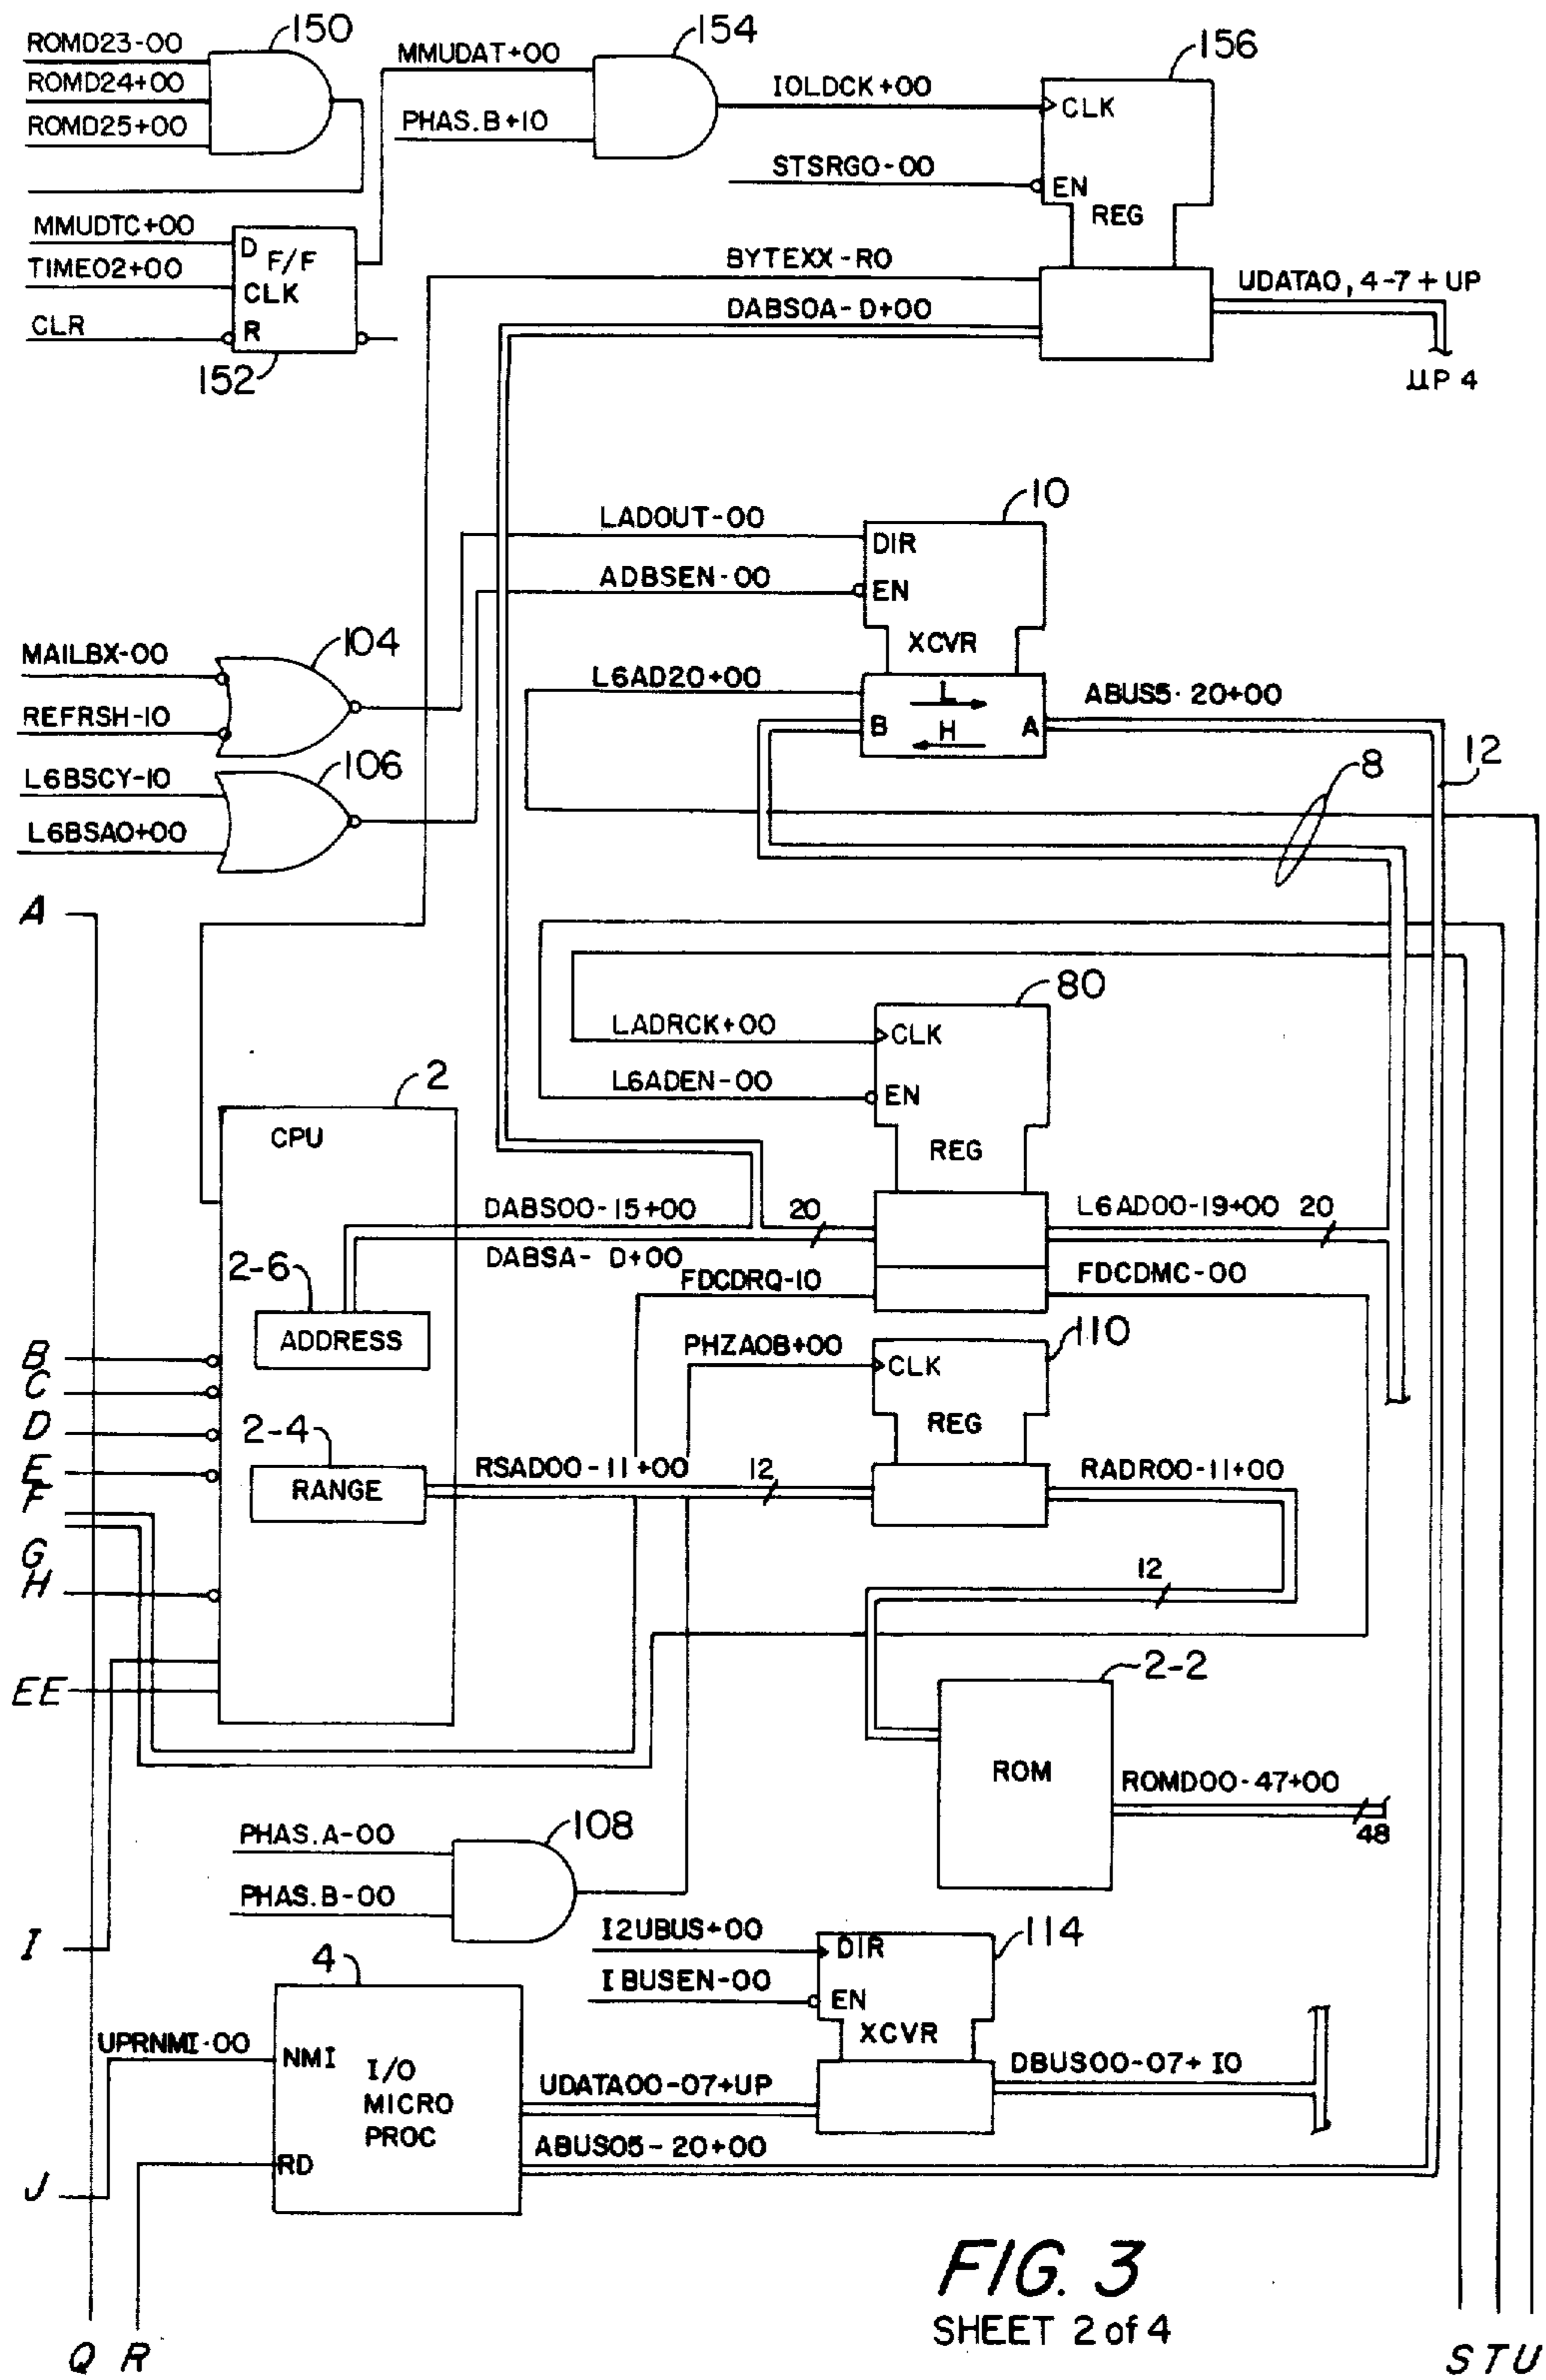 ROMD23-00
ROMD24+00
ROMD25+00
150
MMUDAT+00
PHAS.B+10
154
IOLDCK+00
STSRGO-00
156
CLK
EN
REG
MMUDTC+00
TIME02+00
CLR
D F/F
CLK
R
152
BYTEXX-R0
DABS0A-D+00
UDATA0, 4-7+UP
µP 4
LADOUT-00
ADBSEN-00
10
DIR
EN
XCVR
MAILBX-00
REFRSH-10
104
L6AD20+00
L
H
B
A
ABUS5-20+00
L6BSCY-10
L6BSA0+00
106
8
12
A
80
LADRCK+00
CLK
L6ADEN-00
EN
REG
2
CPU
DABS00-15+00
DABSA- D+00
20
L6AD00-19+00 20
2-6
ADDRESS
FDCDRQ-10
FDCDMC-00
B
C
D
E
F
G
H
PHZA0B+00
CLK
110
REG
2-4
RANGE
RSAD00-11+00
12
RADR00-11+00
12
EE
2-2
ROM
ROMD00-47+00
48
PHAS.A-00
PHAS.B-00
108
I
I2UBUS+00
IBUSEN-00
DIR
EN
114
XCVR
4
UPRNMI-00
NMI
I/O
MICRO
PROC
RD
UDATA00-07+UP
DBUS00-07+IO
ABUS05-20+00
J
FIG. 3
SHEET 2 of 4
Q R
S T U